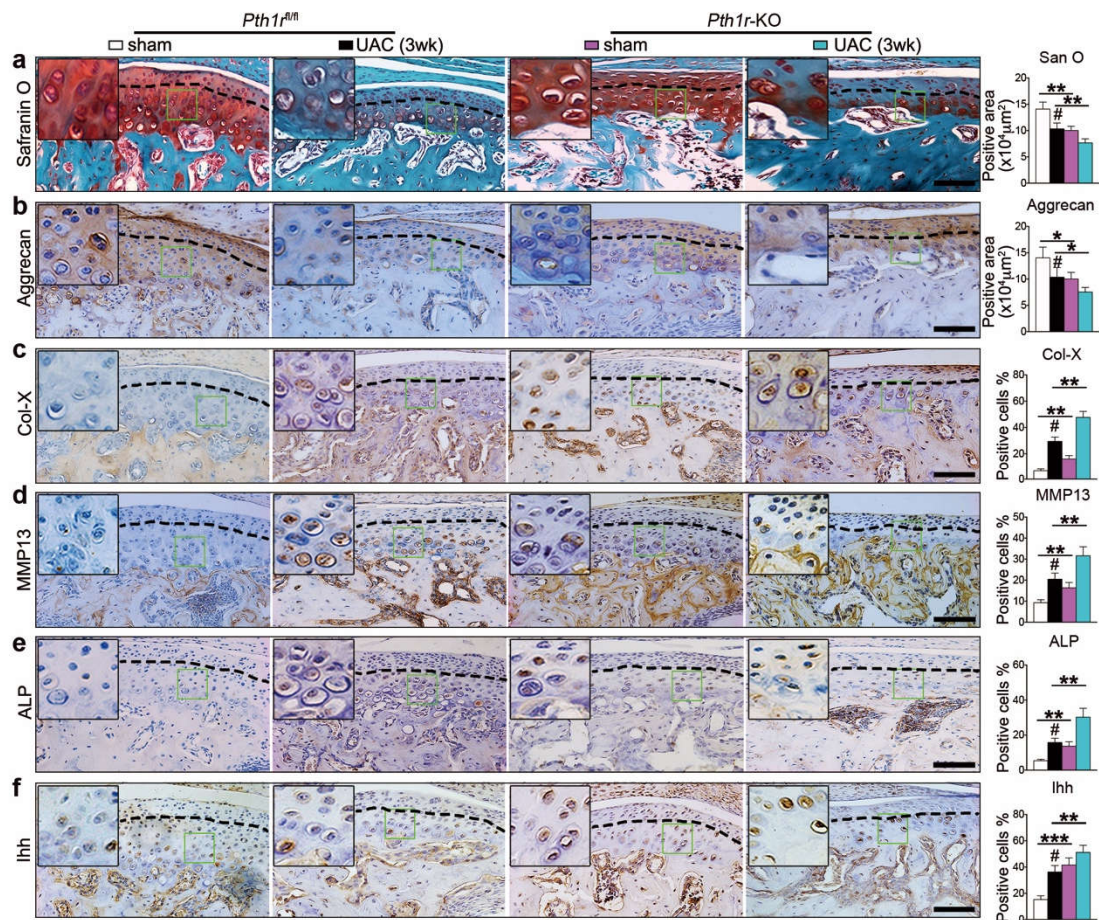 Pth1rfl/fl Pth1r-KO
sham UAC (3wk) sham UAC (3wk)
a
Safranin O
San O
Positive area
(x10⁴μm²)
20
15
10
5
0
**
**
#
b
Aggrecan
Aggrecan
Positive area
(x10⁴μm²)
20
15
10
5
0
*
*
#
c
Col-X
Col-X
Positive cells %
80
60
40
20
0
**
**
#
d
MMP13
MMP13
Positive cells %
50
40
30
20
10
0
**
**
#
e
ALP
ALP
Positive cells %
60
40
20
0
**
**
#
f
Ihh
Ihh
Positive cells %
80
60
40
20
**
***
#